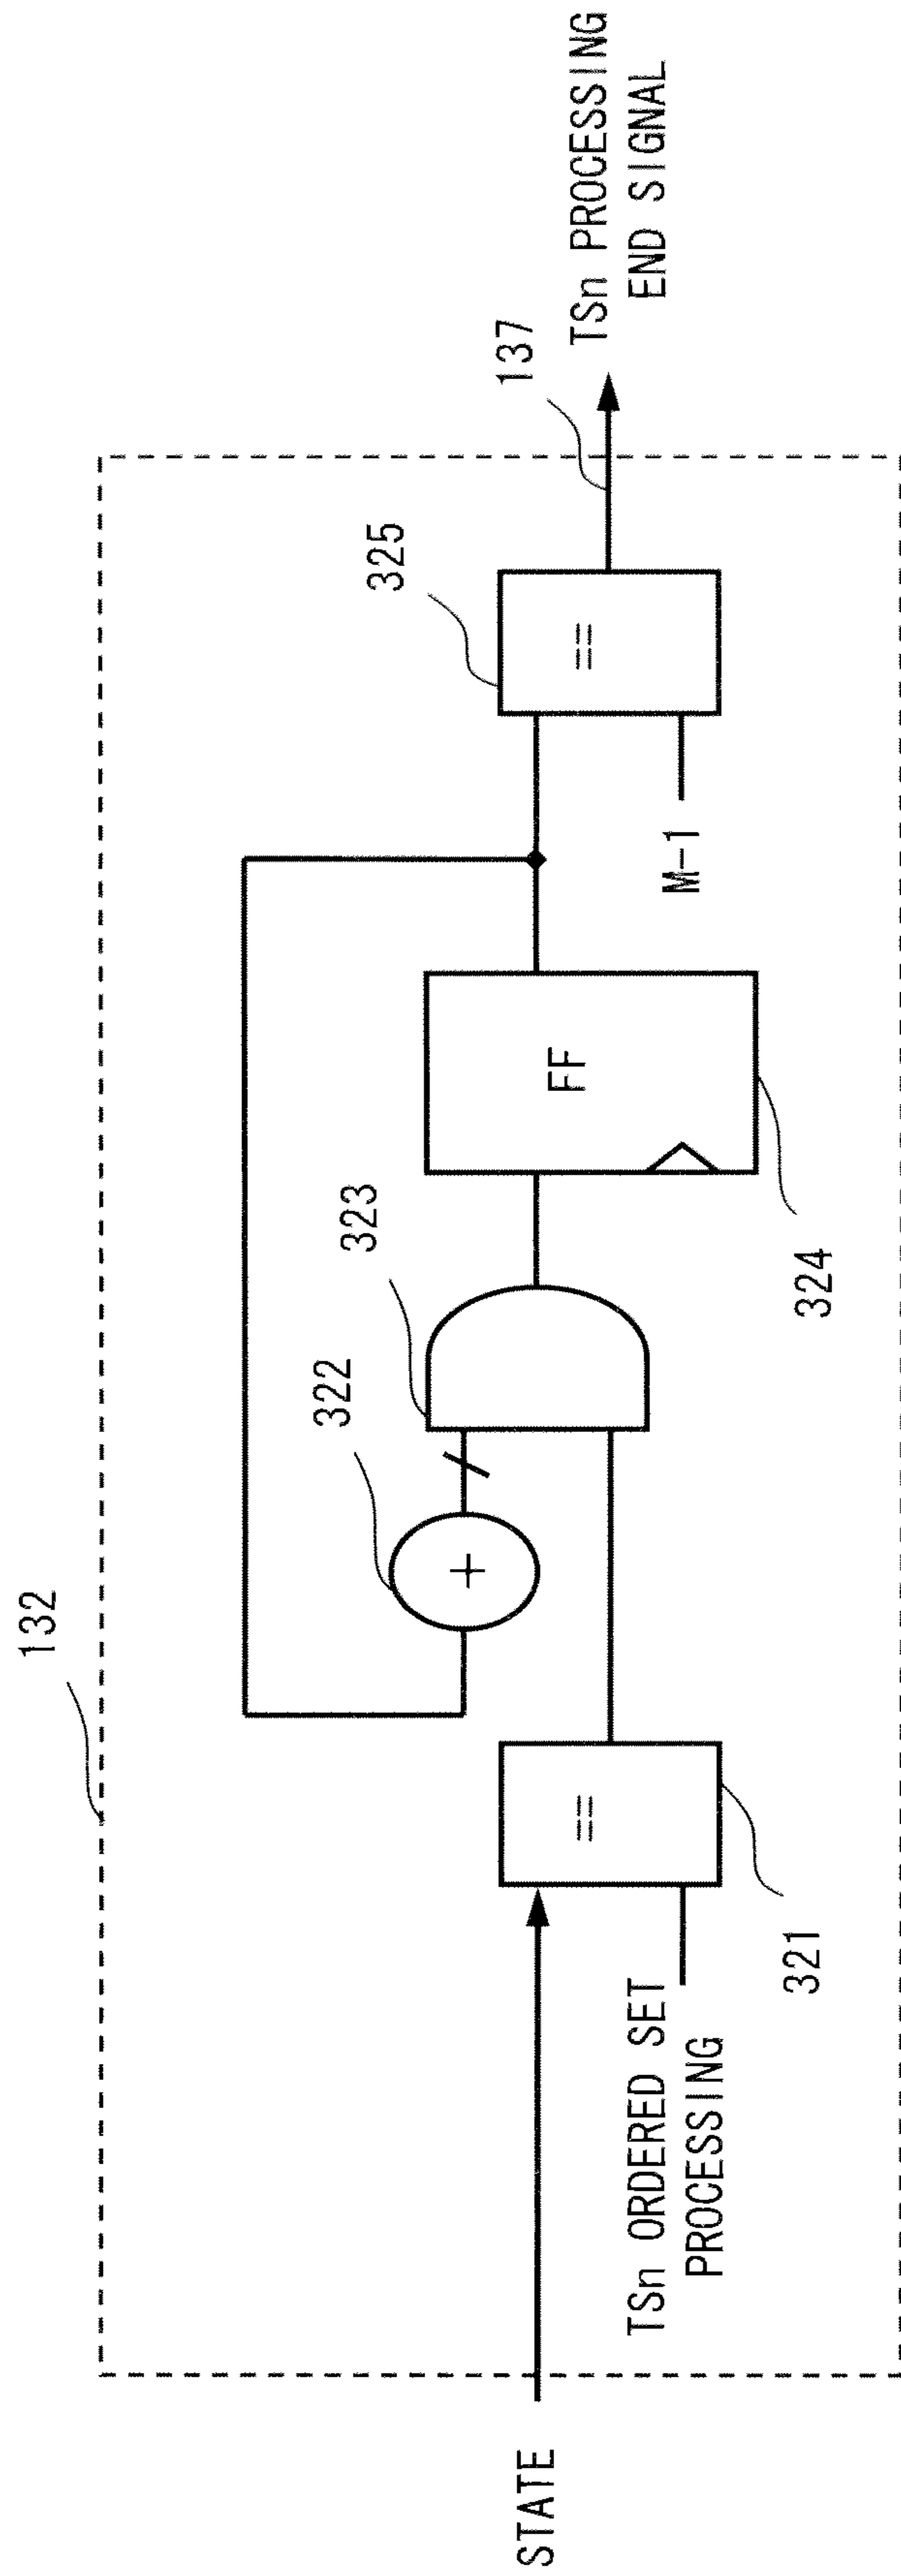 132
STATE
TSn ORDERED SET
PROCESSING
==
321
+
322
323
FF
324
M-1
==
325
137
TSn PROCESSING
END SIGNAL